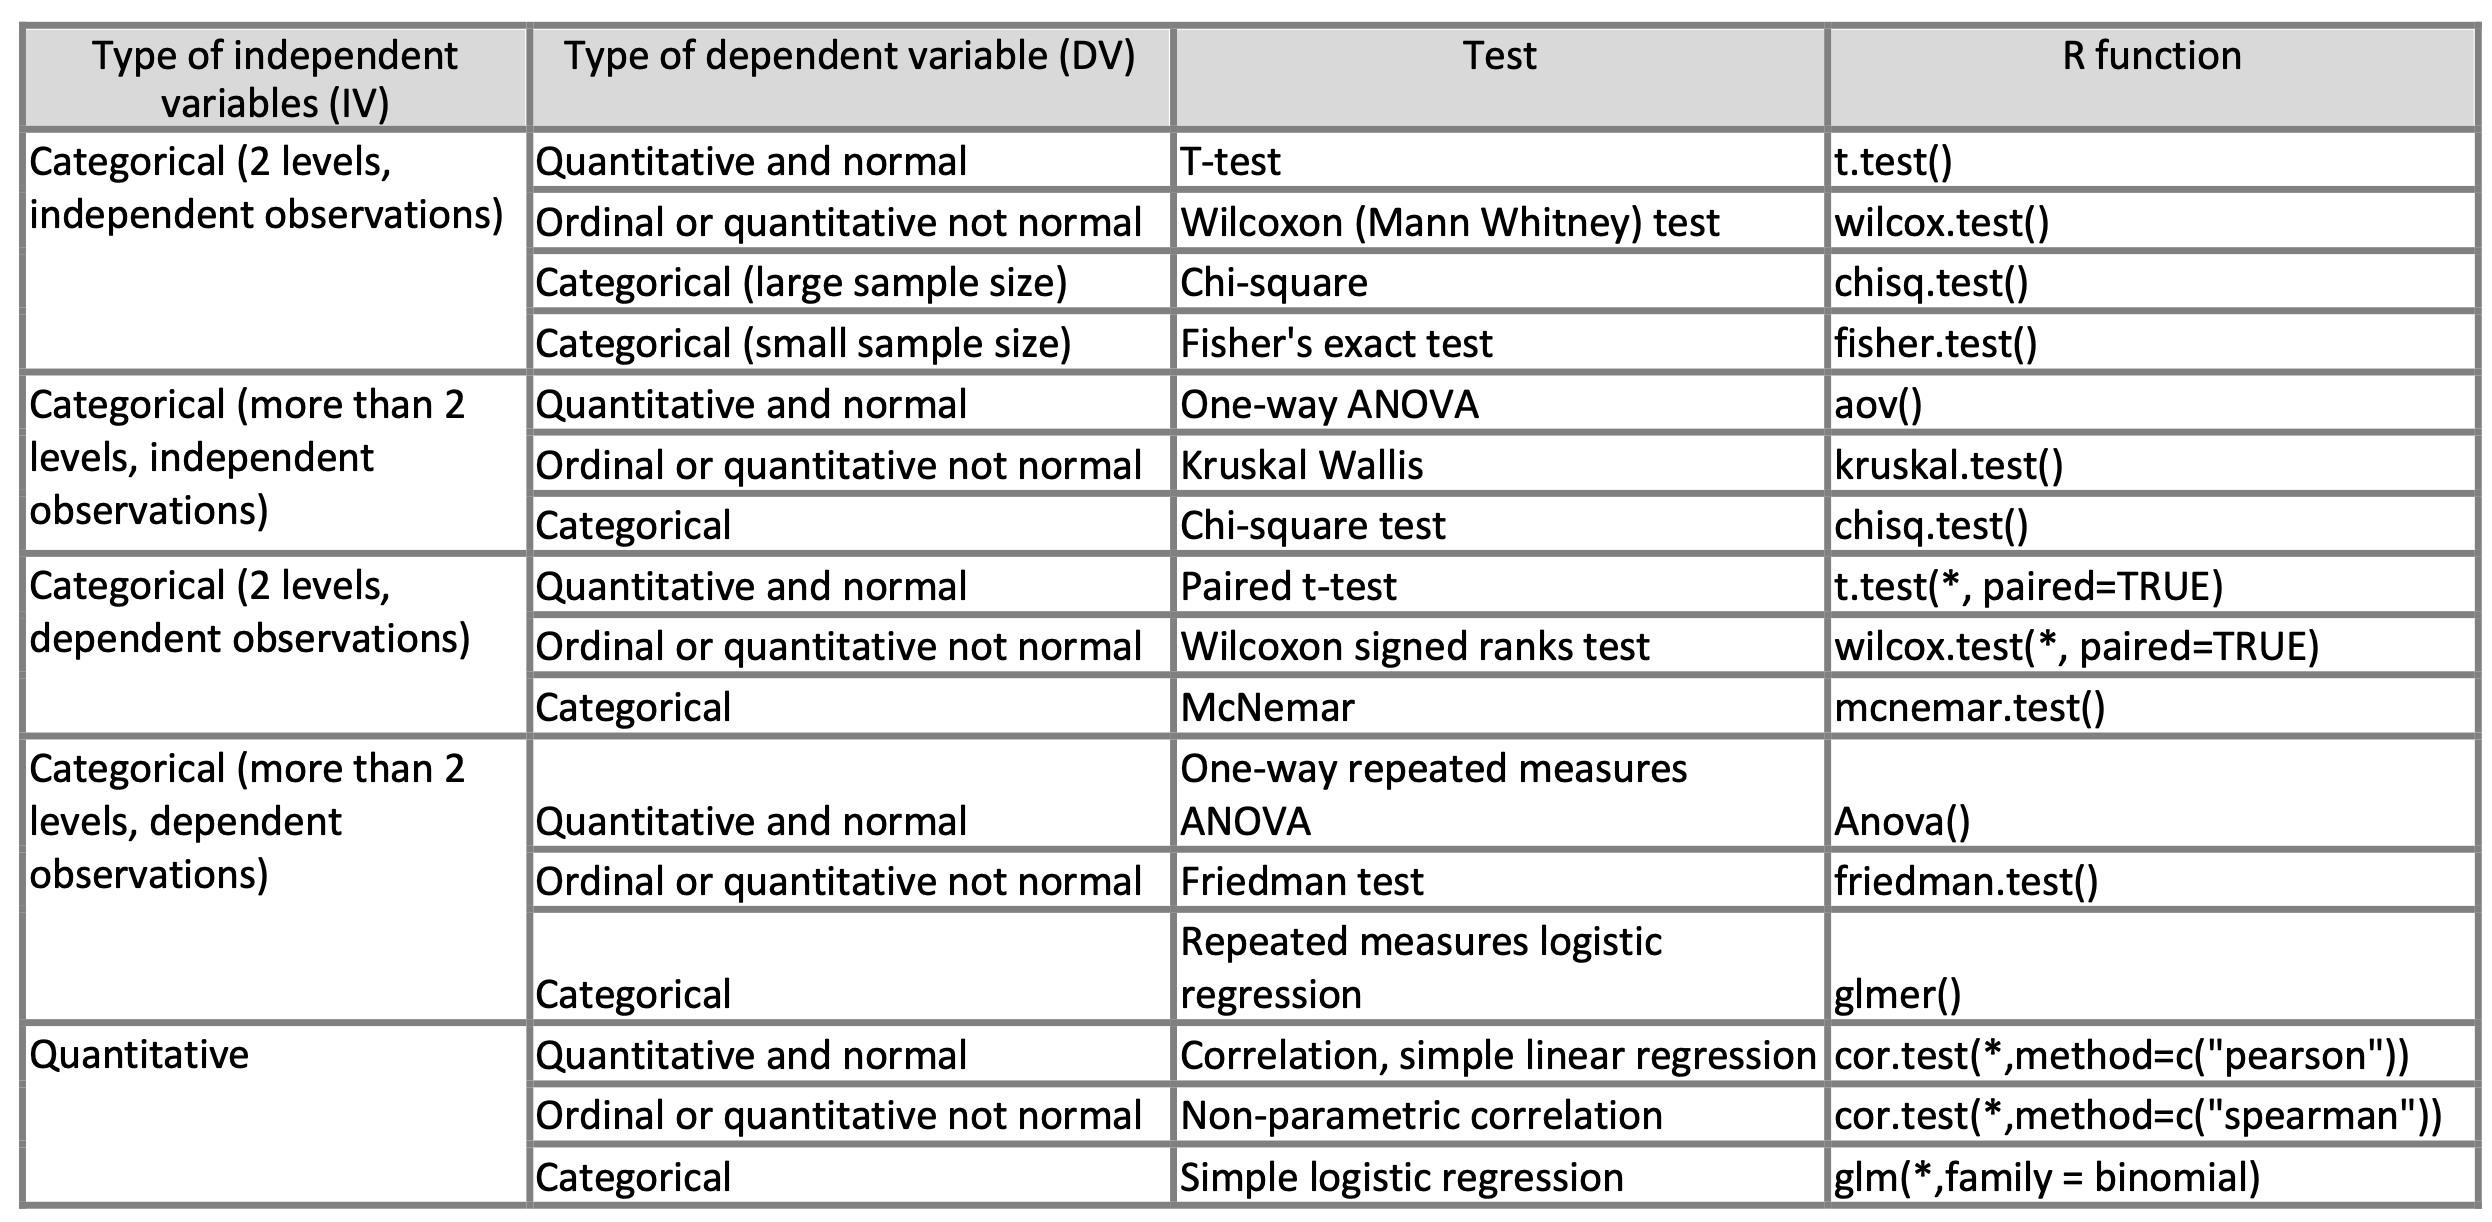 Type of independent variables (IV) | Type of dependent variable (DV) | Test | R function
Categorical (2 levels, independent observations) | Quantitative and normal | T-test | t.test()
Ordinal or quantitative not normal | Wilcoxon (Mann Whitney) test | wilcox.test()
Categorical (large sample size) | Chi-square | chisq.test()
Categorical (small sample size) | Fisher's exact test | fisher.test()
Categorical (more than 2 levels, independent observations) | Quantitative and normal | One-way ANOVA | aov()
Ordinal or quantitative not normal | Kruskal Wallis | kruskal.test()
Categorical | Chi-square test | chisq.test()
Categorical (2 levels, dependent observations) | Quantitative and normal | Paired t-test | t.test(*, paired=TRUE)
Ordinal or quantitative not normal | Wilcoxon signed ranks test | wilcox.test(*, paired=TRUE)
Categorical | McNemar | mcnemar.test()
Categorical (more than 2 levels, dependent observations) | Quantitative and normal | One-way repeated measures ANOVA | Anova()
Ordinal or quantitative not normal | Friedman test | friedman.test()
Categorical | Repeated measures logistic regression | glmer()
Quantitative | Quantitative and normal | Correlation, simple linear regression | cor.test(*,method=c("pearson"))
Ordinal or quantitative not normal | Non-parametric correlation | cor.test(*,method=c("spearman"))
Categorical | Simple logistic regression | glm(*,family = binomial)